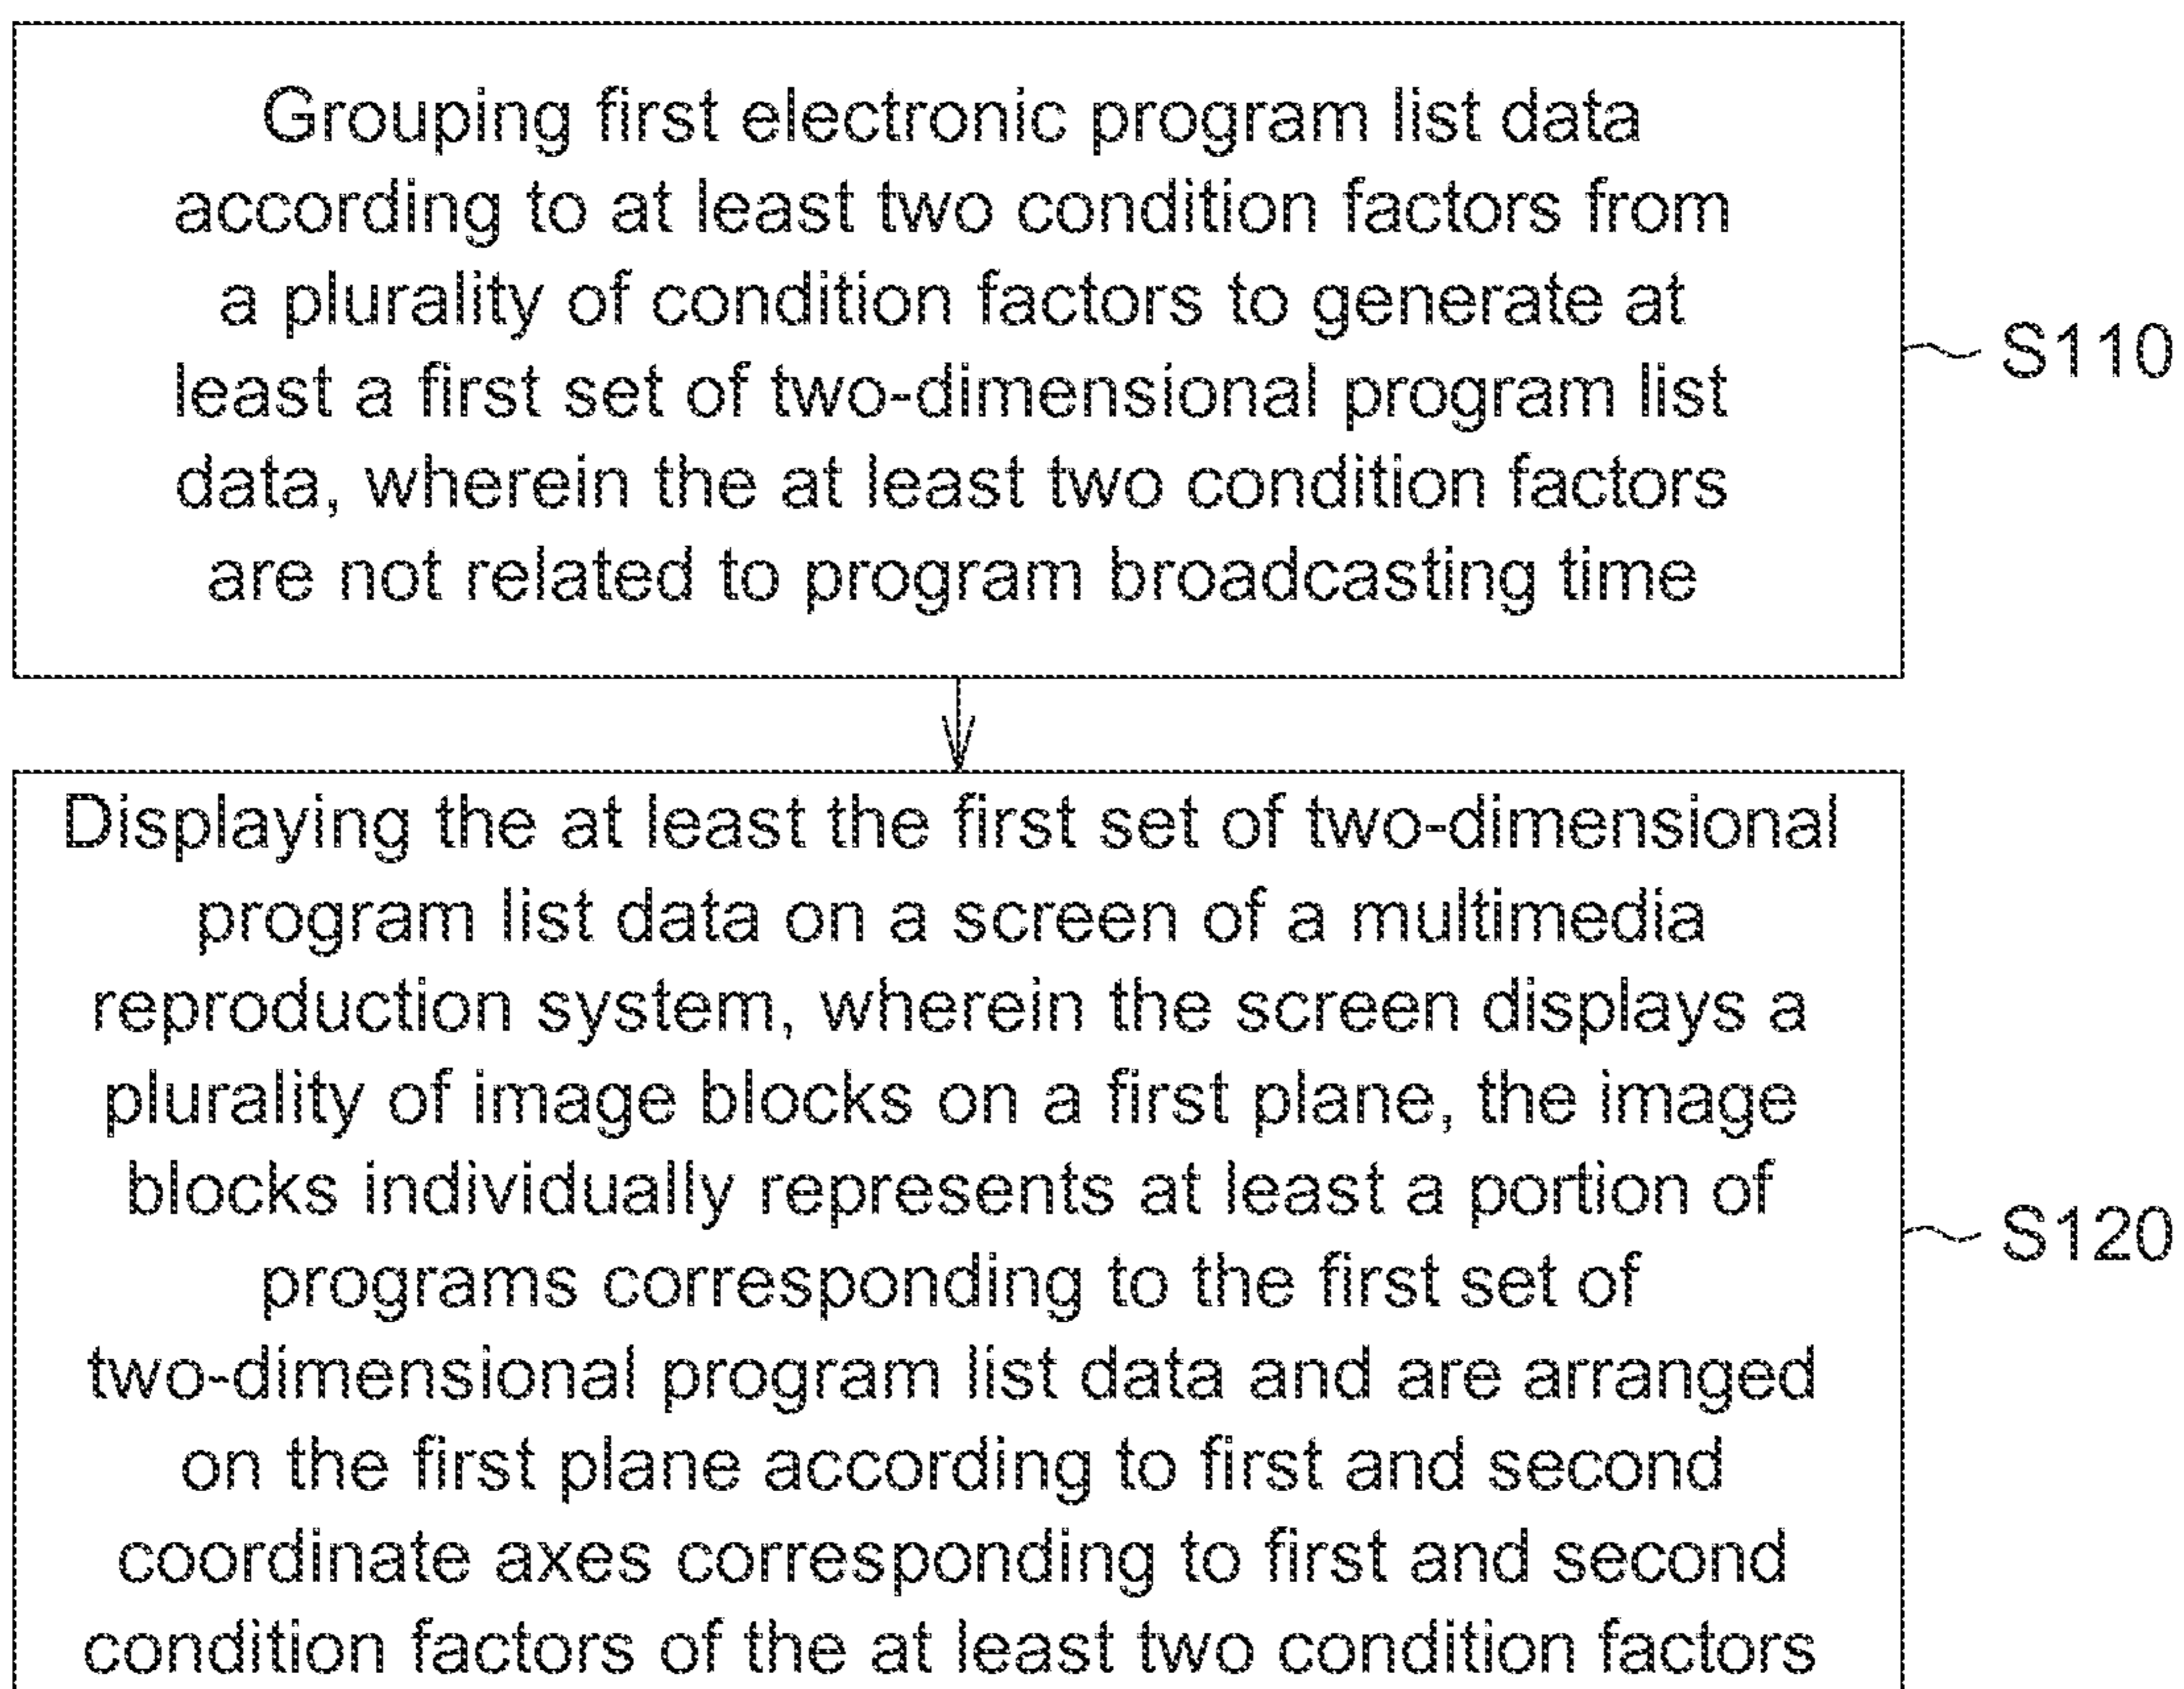 Grouping first electronic program list data
according to at least two condition factors from
a plurality of condition factors to generate at
least a first set of two-dimensional program list
data, wherein the at least two condition factors
are not related to program broadcasting time
S110
Displaying the at least the first set of two-dimensional
program list data on a screen of a multimedia
reproduction system, wherein the screen displays a
plurality of image blocks on a first plane, the image
blocks individually represents at least a portion of
programs corresponding to the first set of
two-dimensional program list data and are arranged
on the first plane according to first and second
coordinate axes corresponding to first and second
condition factors of the at least two condition factors
S120